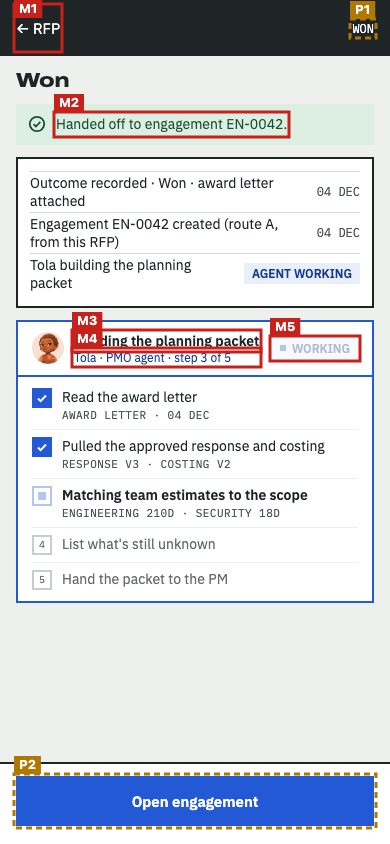 M1
P1
← RFP
WON
Won
M2
Handed off to engagement EN-0042.
Outcome recorded · Won · award letter attached
04 DEC
Engagement EN-0042 created (route A, from this RFP)
04 DEC
Tola building the planning packet
AGENT WORKING
M3
M4
M5
ding the planning packet
Tola · PMO agent · step 3 of 5
WORKING
Read the award letter
AWARD LETTER · 04 DEC
Pulled the approved response and costing
RESPONSE V3 · COSTING V2
Matching team estimates to the scope
ENGINEERING 210D · SECURITY 18D
4 List what's still unknown
5 Hand the packet to the PM
P2
Open engagement